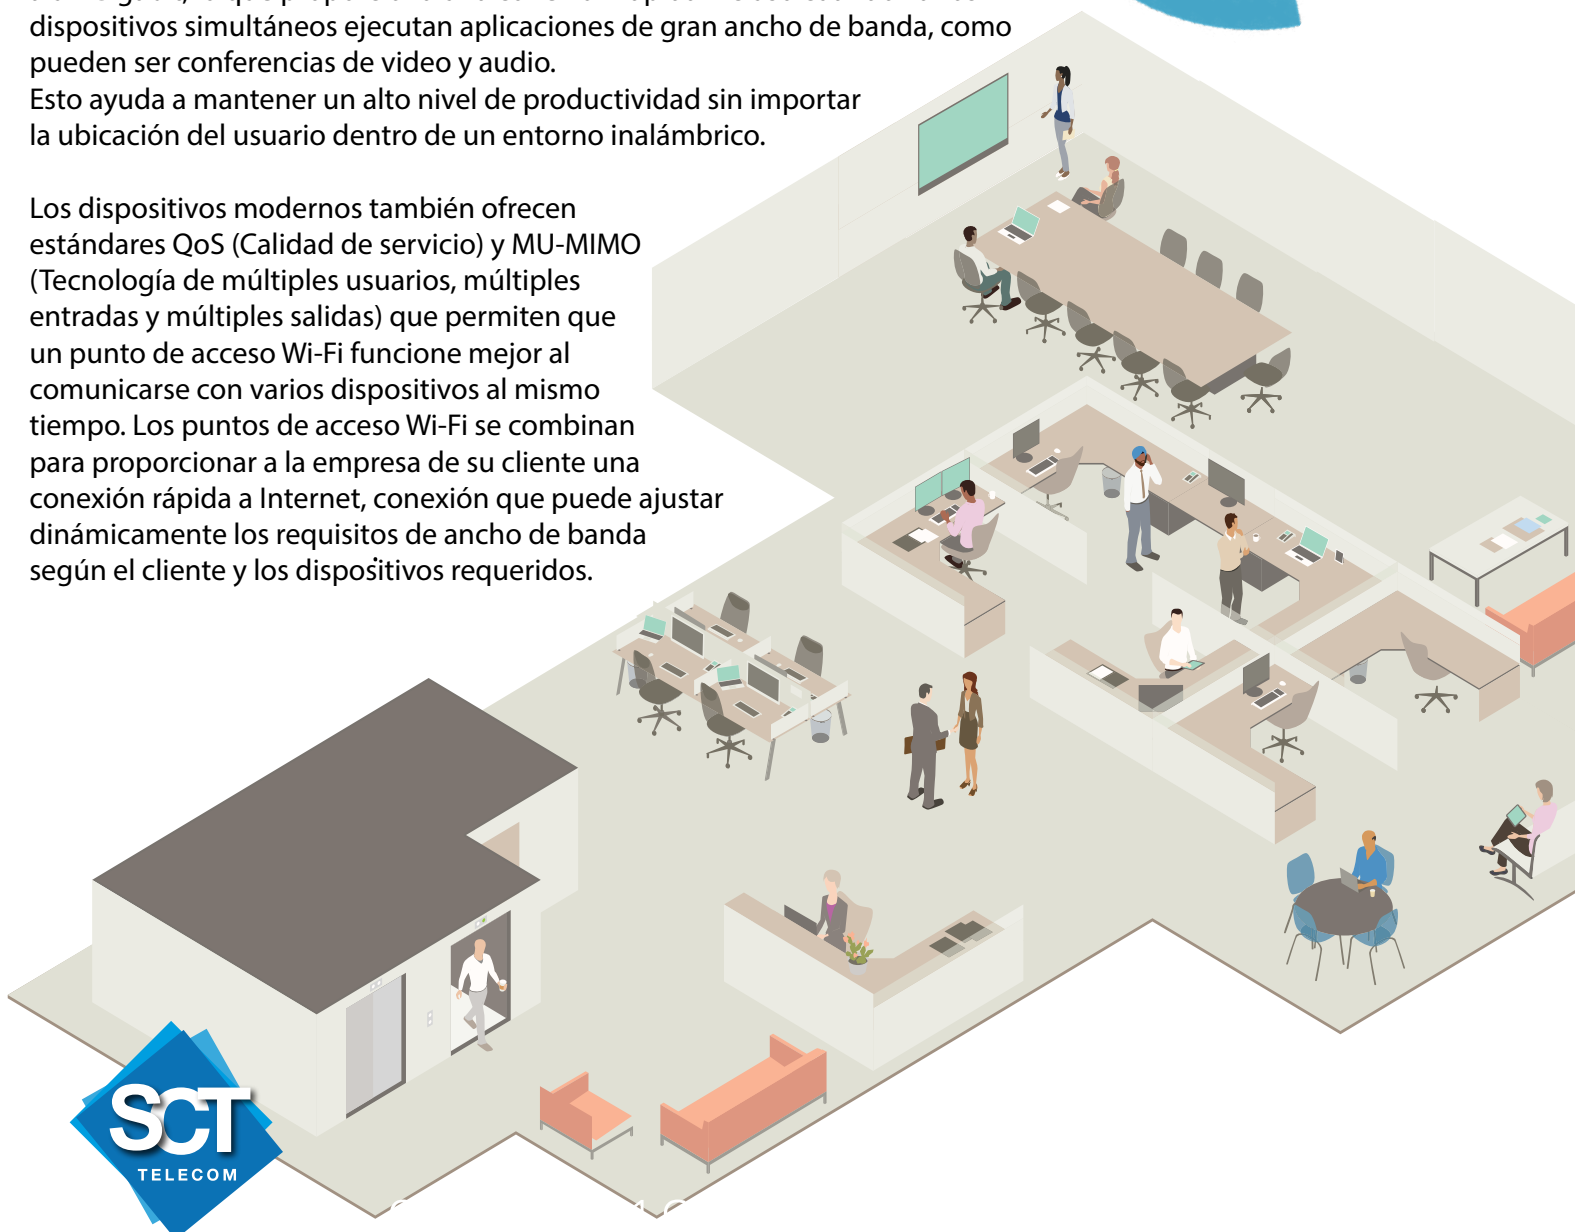 dispositivos simultáneos ejecutan aplicaciones de gran ancho de banda, como
pueden ser conferencias de video y audio.
Esto ayuda a mantener un alto nivel de productividad sin importar
la ubicación del usuario dentro de un entorno inalámbrico.
Los dispositivos modernos también ofrecen
estándares QoS (Calidad de servicio) y MU-MIMO
(Tecnología de múltiples usuarios, múltiples
entradas y múltiples salidas) que permiten que
un punto de acceso Wi-Fi funcione mejor al
comunicarse con varios dispositivos al mismo
tiempo. Los puntos de acceso Wi-Fi se combinan
para proporcionar a la empresa de su cliente una
conexión rápida a Internet, conexión que puede ajustar
dinámicamente los requisitos de ancho de banda
según el cliente y los dispositivos requeridos.
SCT
TELECOM